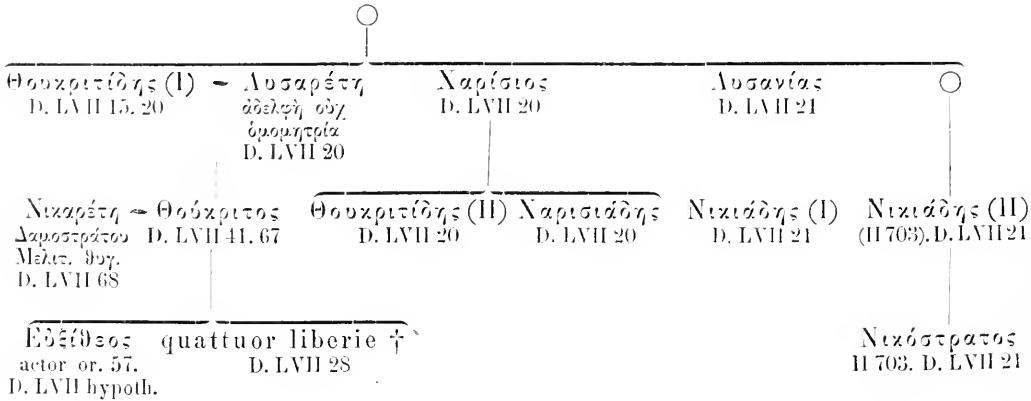 Θουκριτίδης (I) – Λυσαρέτη Χαρίσιος Λυσανίας
D. LVII 15. 20 ἀδελφὴ οὐχ D. LVII 20 D. LVII 21
ὁμομητρία
D. LVII 20
Νικαρέτη – Θούκριτος Θουκριτίδης (II) Χαρισιάδης Νικιάδης (I) Νικιάδης (II)
Δαμοστράτου D. LVII 41. 67 D. LVII 20 D. LVII 20 D. LVII 21 (II 703). D. LVII 21
Μελιτ. θυγ.
D. LVII 68
Εὐξίθεος quattuor liberie † Νικόστρατος
actor or. 57. D. LVII 28 II 703. D. LVII 21
D. LVII hypoth.